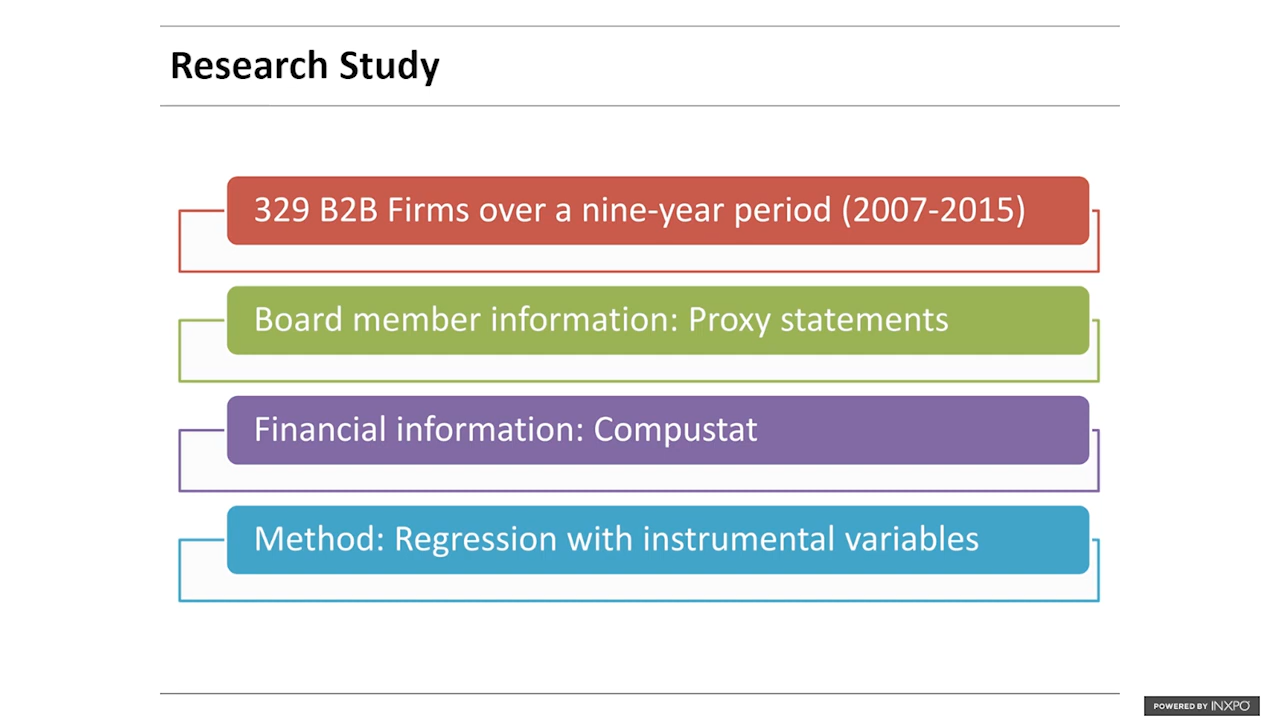 Research Study
329 B2B Firms over a nine-year period (2007-2015)
Board member information: Proxy statements
Financial information: Compustat
Method: Regression with instrumental variables
POWERED BY INXPO